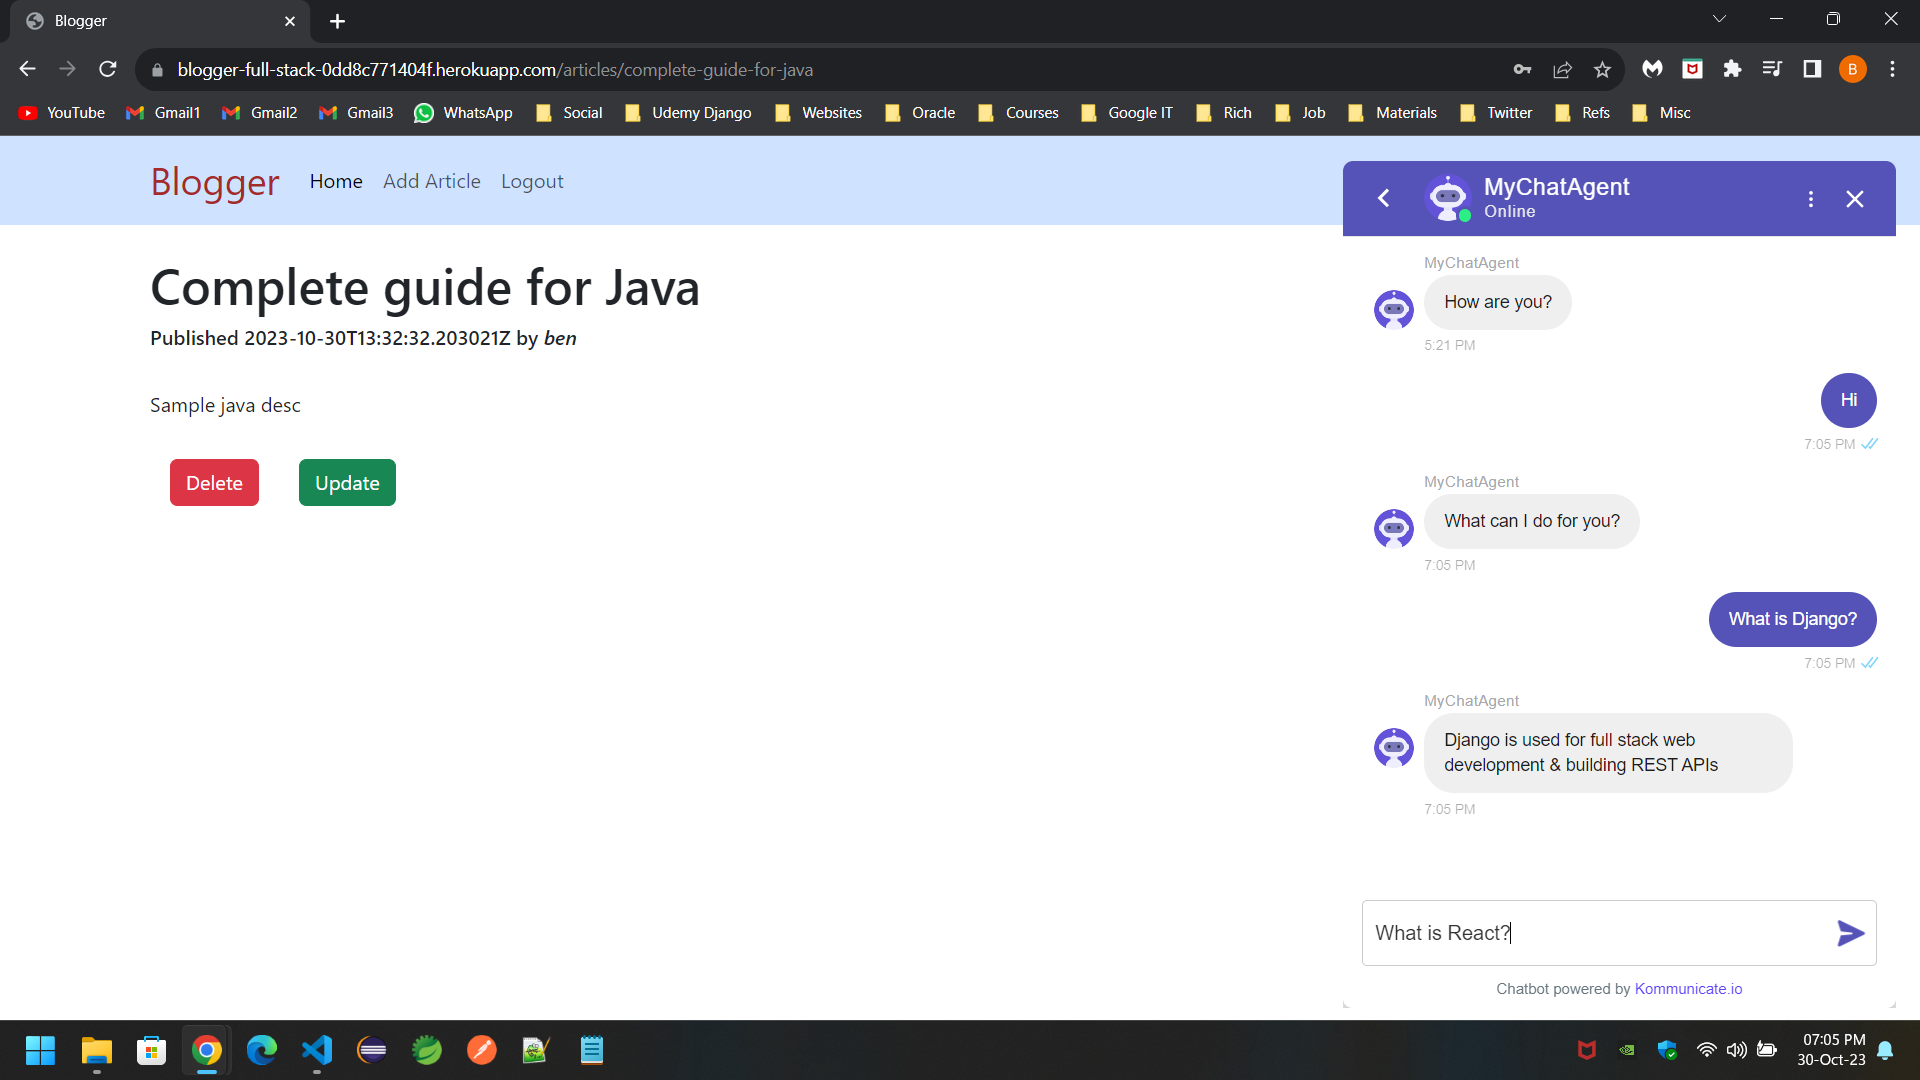 Blogger
blogger-full-stack-0dd8c771404f.herokuapp.com/articles/complete-guide-for-java
B
YouTube Gmail1 Gmail2 Gmail3 WhatsApp Social Udemy Django Websites Oracle Courses Google IT Rich Job Materials Twitter Refs Misc
Blogger Home Add Article Logout
Complete guide for Java
Published 2023-10-30T13:32:32.203021Z by ben
Sample java desc
Delete Update
MyChatAgent
Online
MyChatAgent
How are you?
5:21 PM
Hi
7:05 PM
MyChatAgent
What can I do for you?
7:05 PM
What is Django?
7:05 PM
MyChatAgent
Django is used for full stack web
development & building REST APIs
7:05 PM
What is React?
Chatbot powered by Kommunicate.io
07:05 PM
30-Oct-23